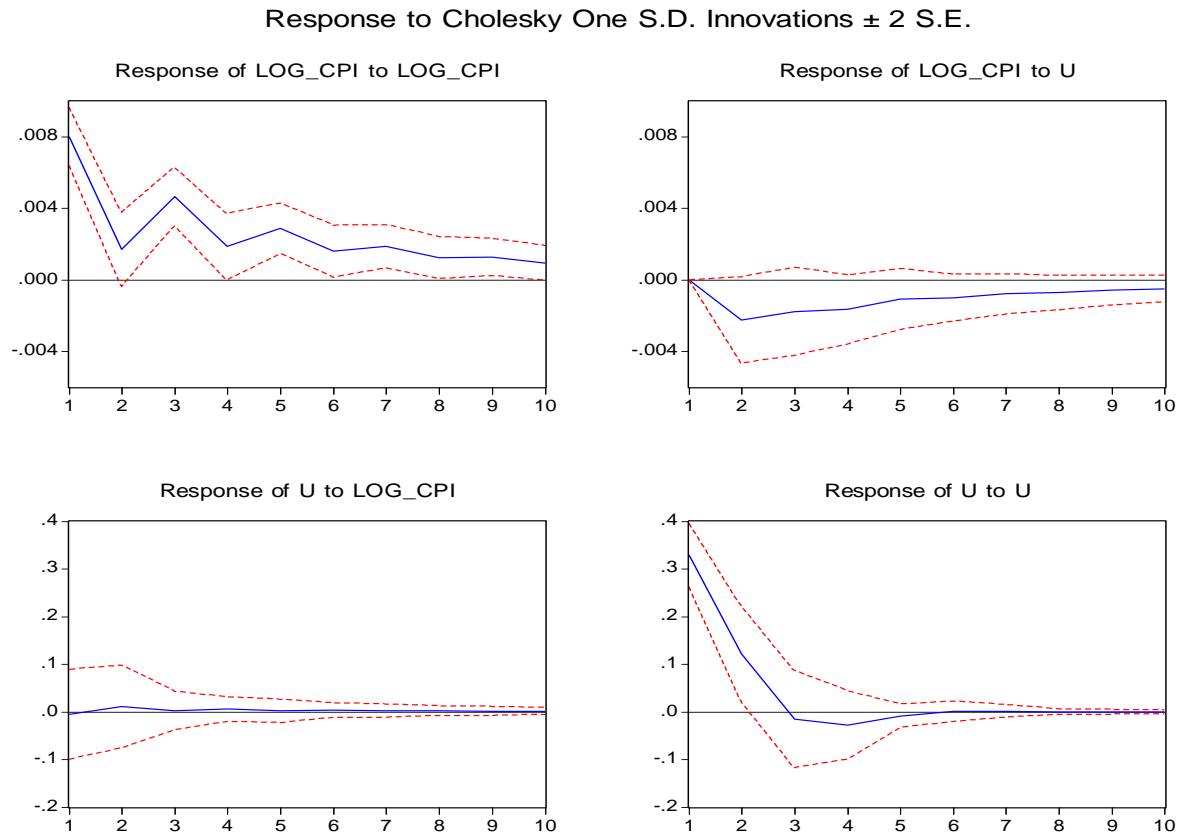 Response to Cholesky One S.D. Innovations ± 2 S.E.
Response of LOG_CPI to LOG_CPI
.008
.004
.000
-.004
1 2 3 4 5 6 7 8 9 10
Response of LOG_CPI to U
.008
.004
.000
-.004
1 2 3 4 5 6 7 8 9 10
Response of U to LOG_CPI
.4
.3
.2
.1
.0
-.1
-.2
1 2 3 4 5 6 7 8 9 10
Response of U to U
.4
.3
.2
.1
.0
-.1
-.2
1 2 3 4 5 6 7 8 9 10